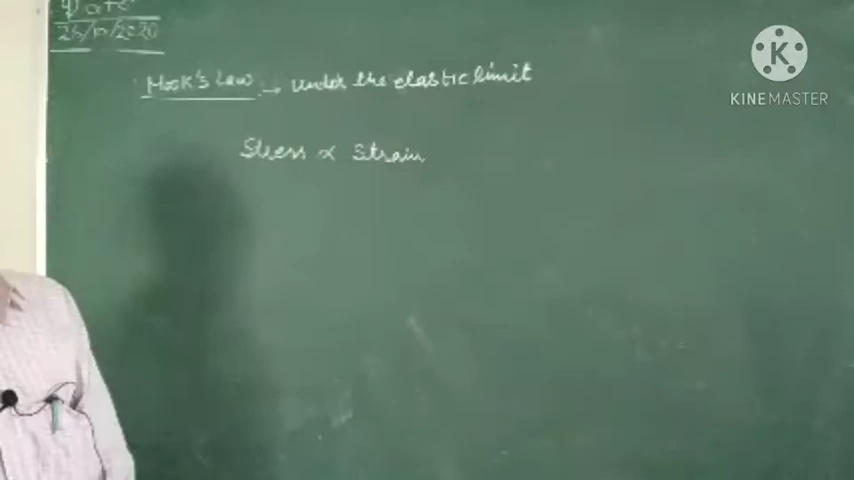 Date
26/10/2020
Hook's Law → under the elastic limit
Stress ∝ Strain
K
KINEMASTER